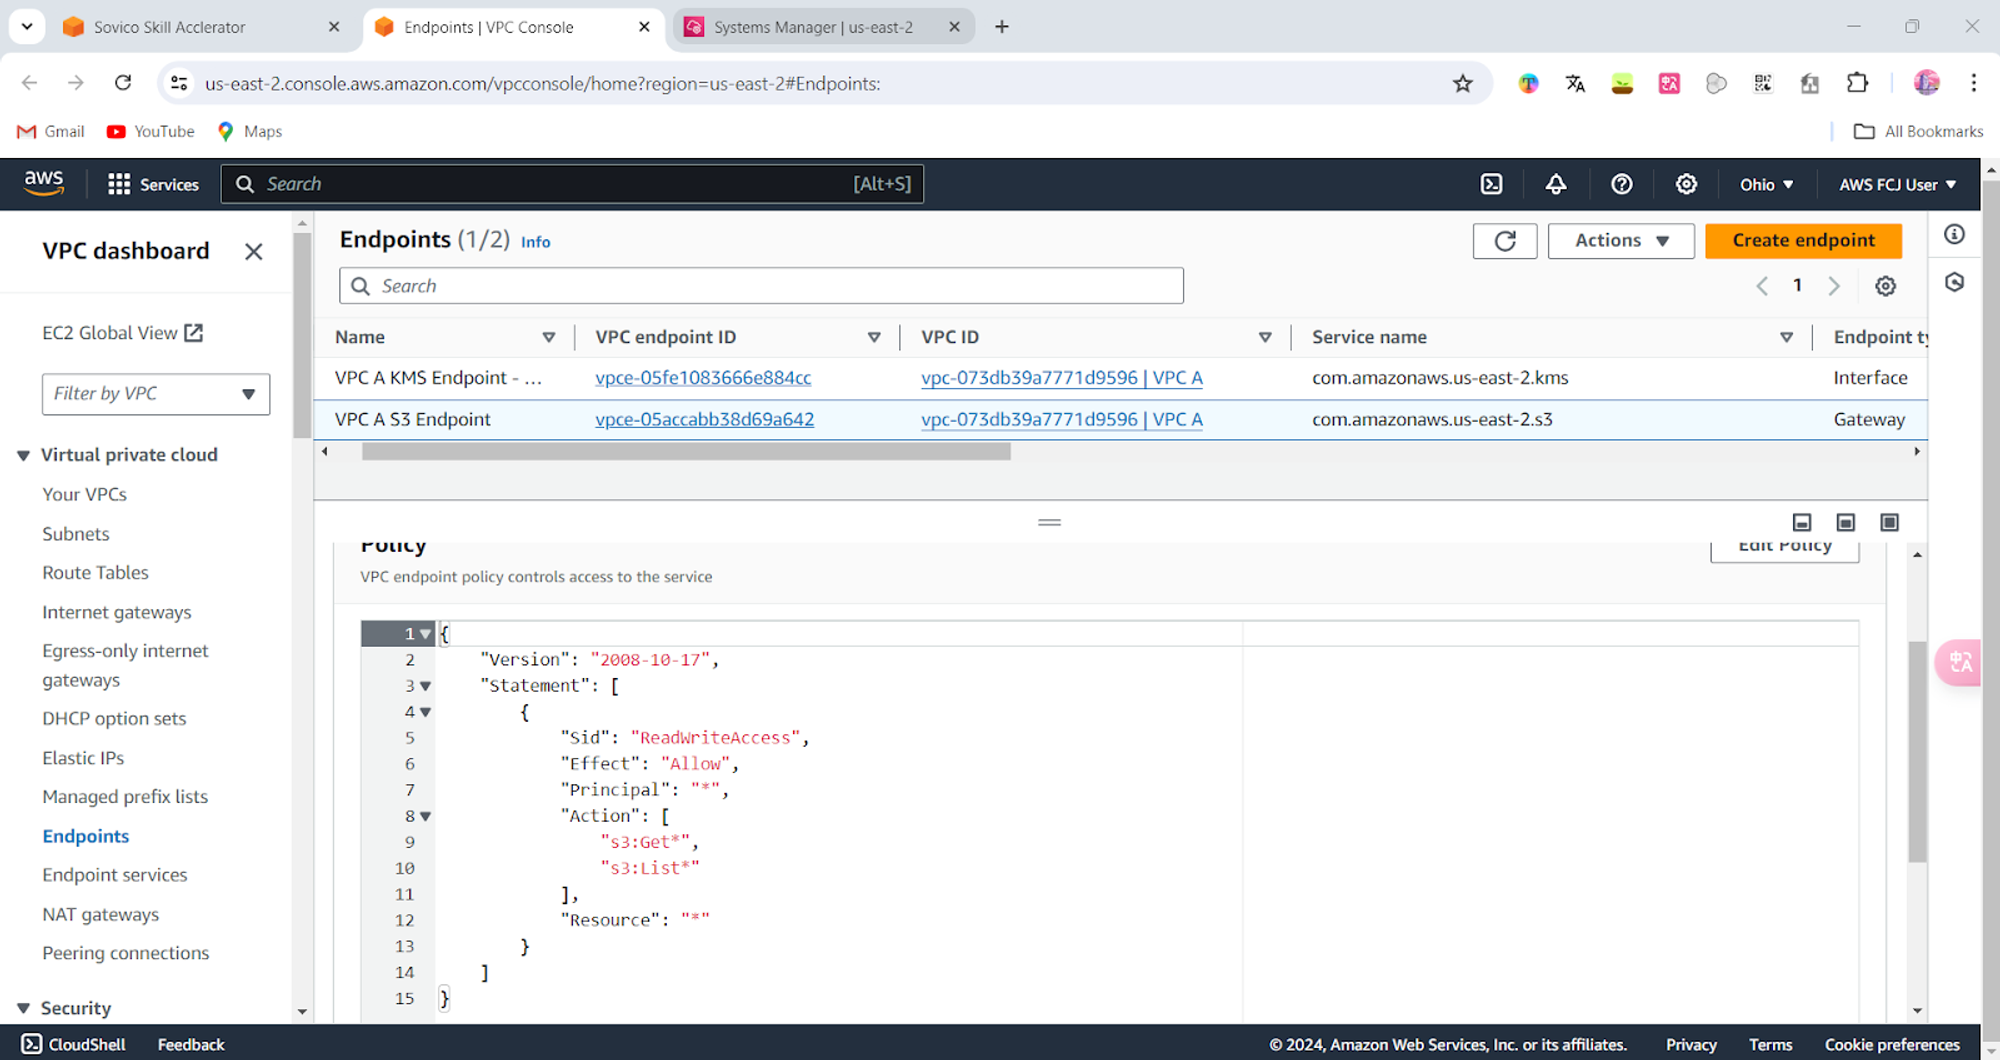 Sovico Skill Acclerator
Endpoints | VPC Console
Systems Manager | us-east-2
us-east-2.console.aws.amazon.com/vpcconsole/home?region=us-east-2#Endpoints:
Gmail
YouTube
Maps
All Bookmarks
aws
Services
Search
[Alt+S]
Ohio
AWS FCJ User
VPC dashboard
EC2 Global View
Filter by VPC
Virtual private cloud
Your VPCs
Subnets
Route Tables
Internet gateways
Egress-only internet
gateways
DHCP option sets
Elastic IPs
Managed prefix lists
Endpoints
Endpoint services
NAT gateways
Peering connections
Security
Endpoints (1/2) Info
Actions
Create endpoint
Search
1
Name VPC endpoint ID VPC ID Service name Endpoint ty
VPC A KMS Endpoint - ... vpce-05fe1083666e884cc vpc-073db39a7771d9596 | VPC A com.amazonaws.us-east-2.kms Interface
VPC A S3 Endpoint vpce-05accabb38d69a642 vpc-073db39a7771d9596 | VPC A com.amazonaws.us-east-2.s3 Gateway
Policy
Edit Policy
VPC endpoint policy controls access to the service
1 {
2 "Version": "2008-10-17",
3 "Statement": [
4 {
5 "Sid": "ReadWriteAccess",
6 "Effect": "Allow",
7 "Principal": "*",
8 "Action": [
9 "s3:Get*",
10 "s3:List*"
11 ],
12 "Resource": "*"
13 }
14 ]
15 }
CloudShell
Feedback
© 2024, Amazon Web Services, Inc. or its affiliates.
Privacy
Terms
Cookie preferences